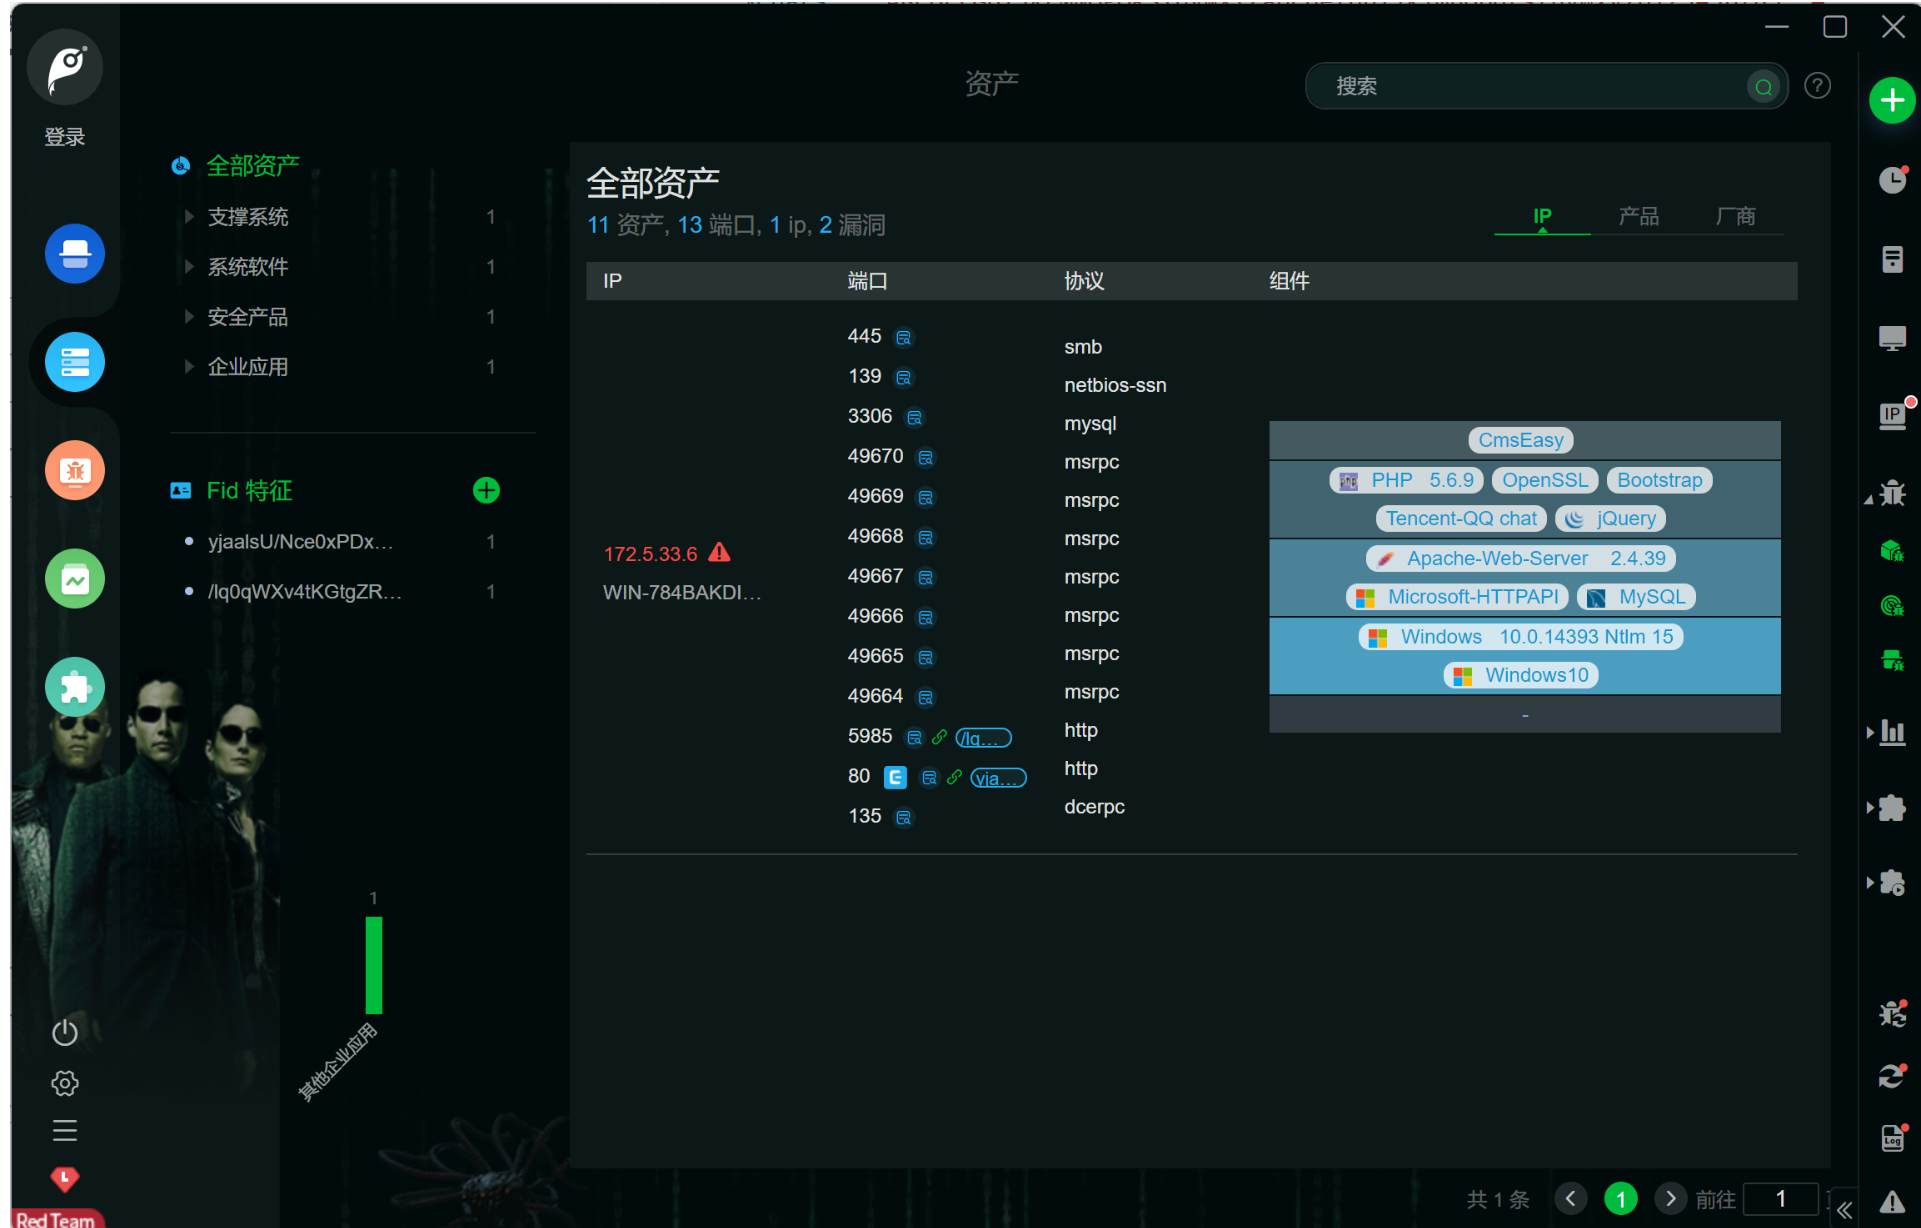 资产
搜索
登录
全部资产
支撑系统 1
系统软件 1
安全产品 1
企业应用 1
Fid 特征
yjaalsU/Nce0xPDx... 1
/lq0qWXv4tKGtgZR... 1
1
其他企业应用
Red Team
全部资产
11 资产, 13 端口, 1 ip, 2 漏洞
IP 产品 厂商
IP 端口 协议 组件
172.5.33.6
WIN-784BAKDI...
445
139
3306
49670
49669
49668
49667
49666
49665
49664
5985 /lq...
80 yja...
135
smb
netbios-ssn
mysql
msrpc
msrpc
msrpc
msrpc
msrpc
msrpc
msrpc
http
http
dcerpc
CmsEasy
PHP 5.6.9 OpenSSL Bootstrap
Tencent-QQ chat jQuery
Apache-Web-Server 2.4.39
Microsoft-HTTPAPI MySQL
Windows 10.0.14393 Ntlm 15
Windows10
-
共 1 条 1 前往 1
IP
Log